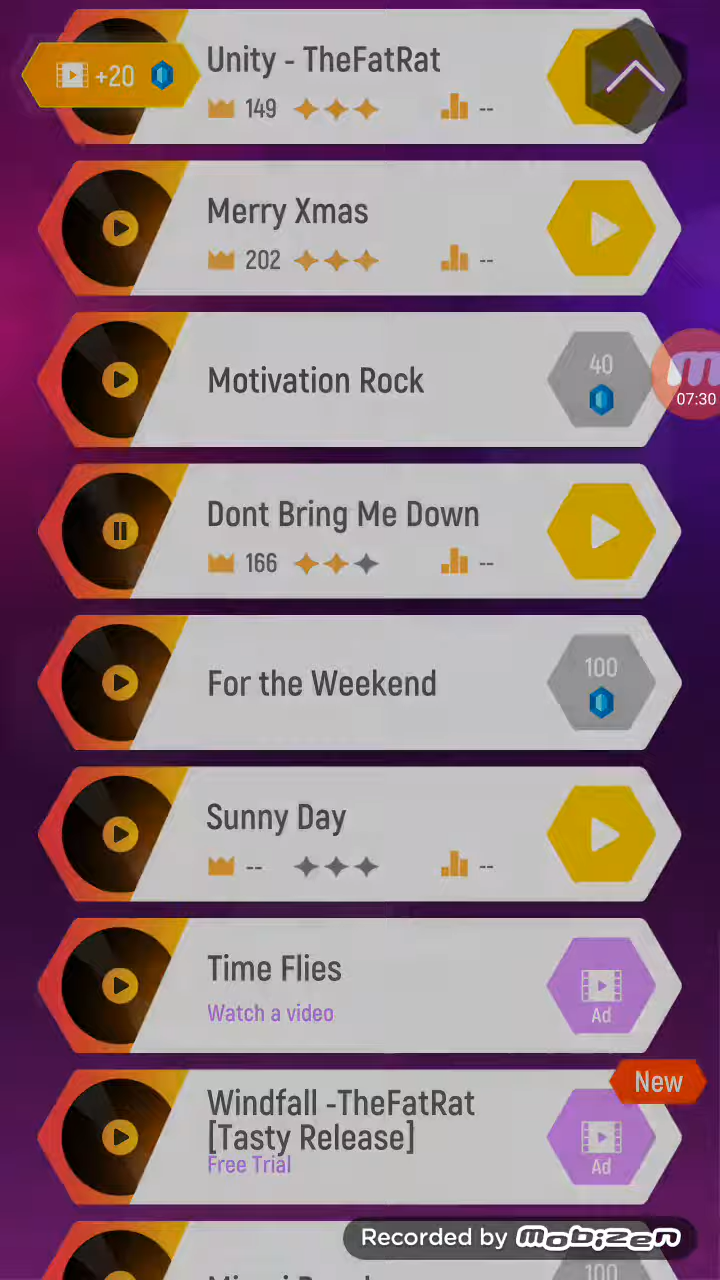 +20
Unity - TheFatRat
149
--
Merry Xmas
202
--
Motivation Rock
40
07:30
Dont Bring Me Down
166
--
For the Weekend
100
Sunny Day
--
--
Time Flies
Watch a video
Ad
New
Windfall -TheFatRat
[Tasty Release]
Free Trial
Ad
Recorded by mobizen
100